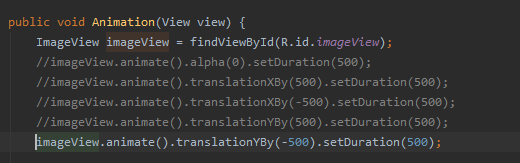 public void Animation(View view) {
ImageView imageView = findViewById(R.id.imageView);
//imageView.animate().alpha(0).setDuration(500);
//imageView.animate().translationXBy(500).setDuration(500);
//imageView.animate().translationXBy(-500).setDuration(500);
//imageView.animate().translationYBy(500).setDuration(500);
imageView.animate().translationYBy(-500).setDuration(500);